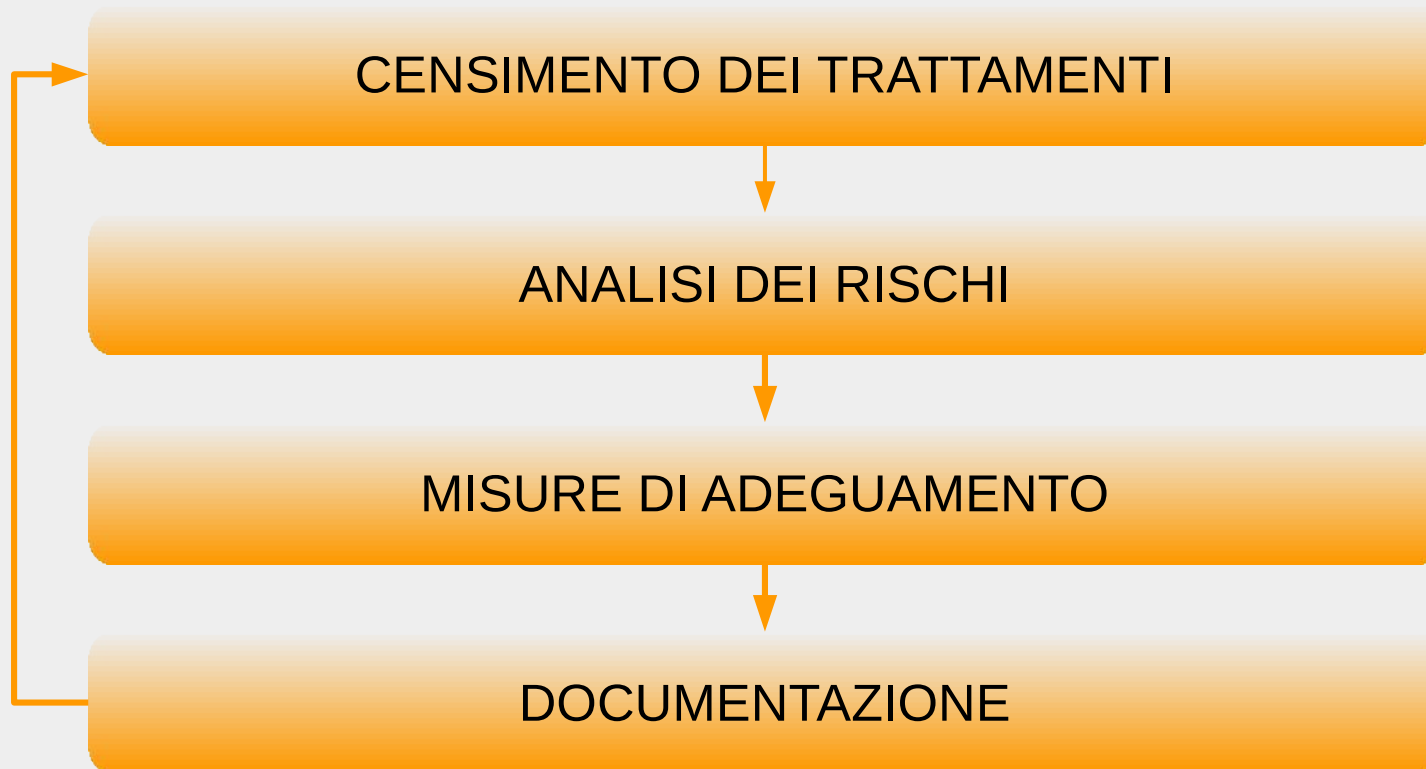 CENSIMENTO DEI TRATTAMENTI
ANALISI DEI RISCHI
MISURE DI ADEGUAMENTO
DOCUMENTAZIONE